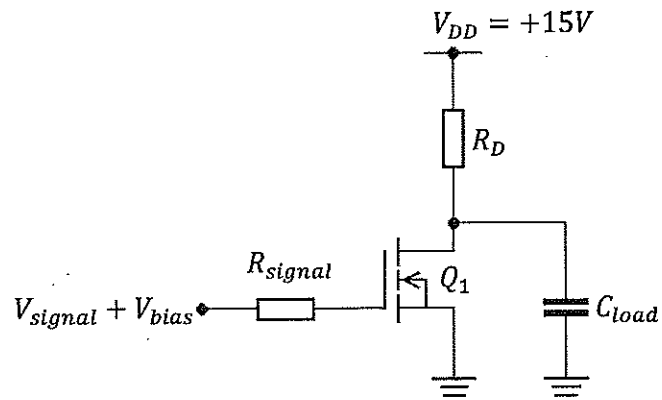 V_{DD} = +15V
R_D
R_{signal}
Q_1
V_{signal} + V_{bias}
C_{load}